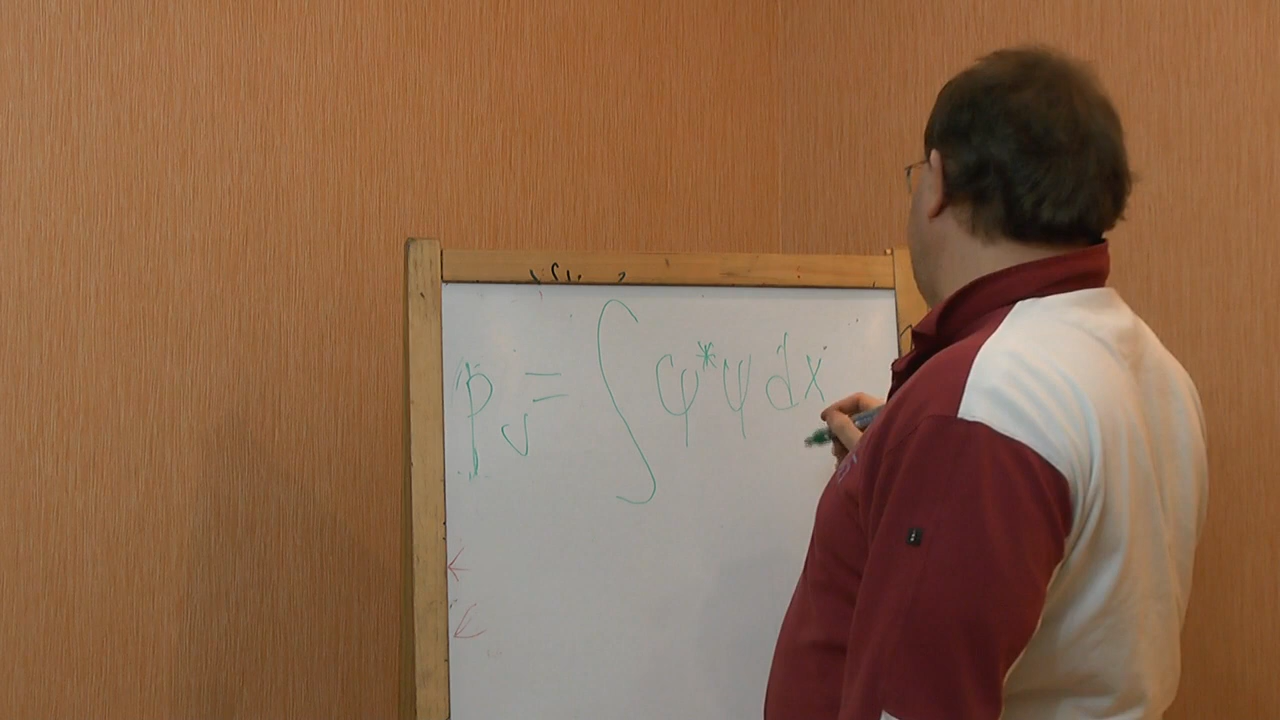 p_v = ∫ φ*φ dx